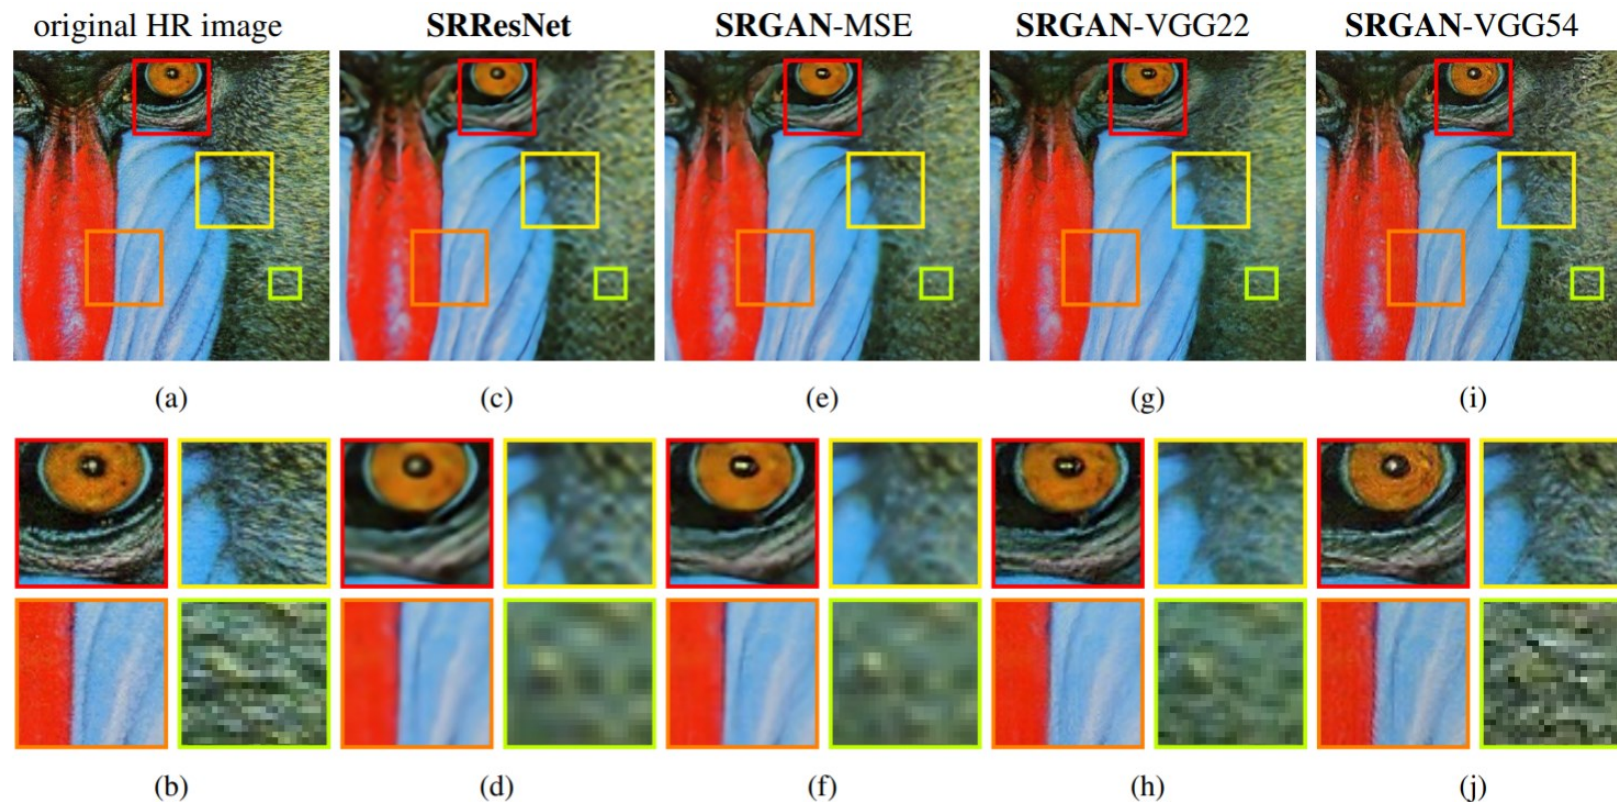 original HR image
SRResNet
SRGAN-MSE
SRGAN-VGG22
SRGAN-VGG54
(a)
(c)
(e)
(g)
(i)
(b)
(d)
(f)
(h)
(j)